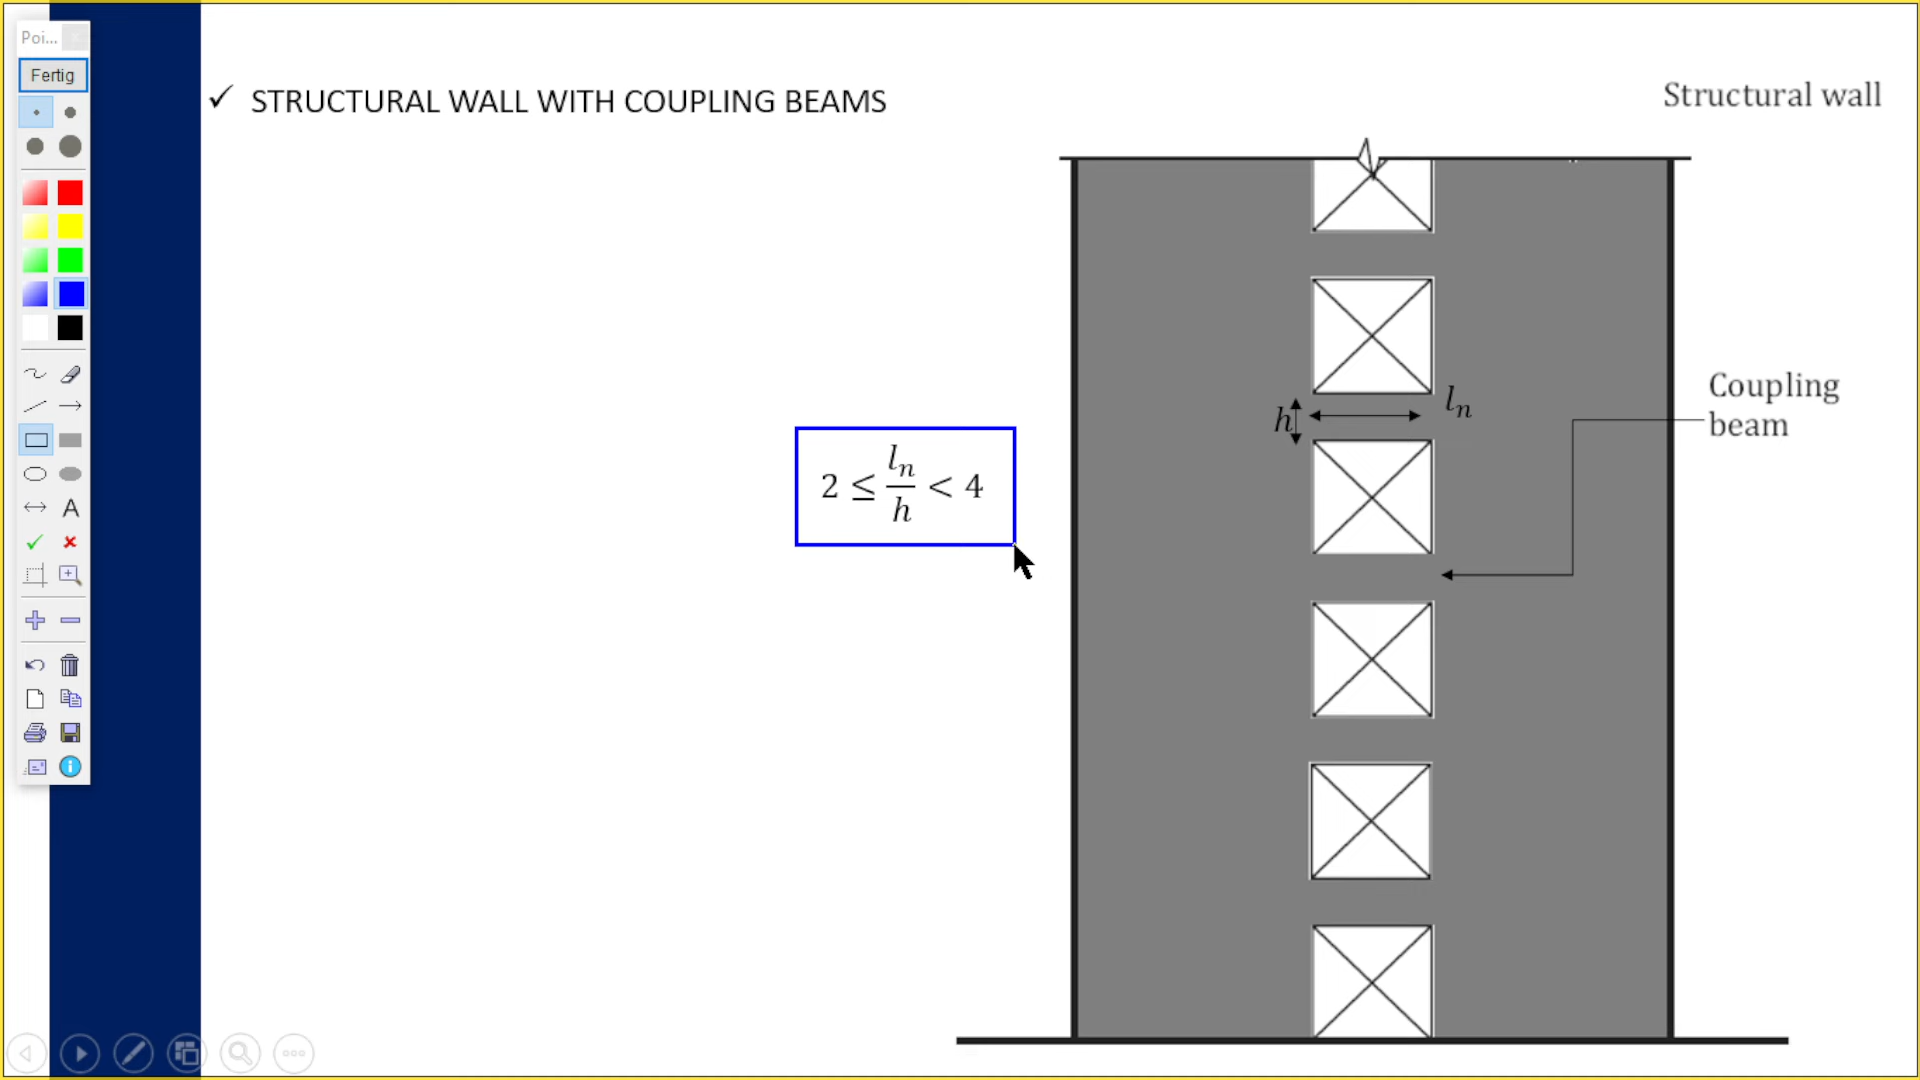 Poi...
Fertig
A
✓ STRUCTURAL WALL WITH COUPLING BEAMS
Structural wall
h
lₙ
Coupling
beam
2 ≤ lₙ/h < 4